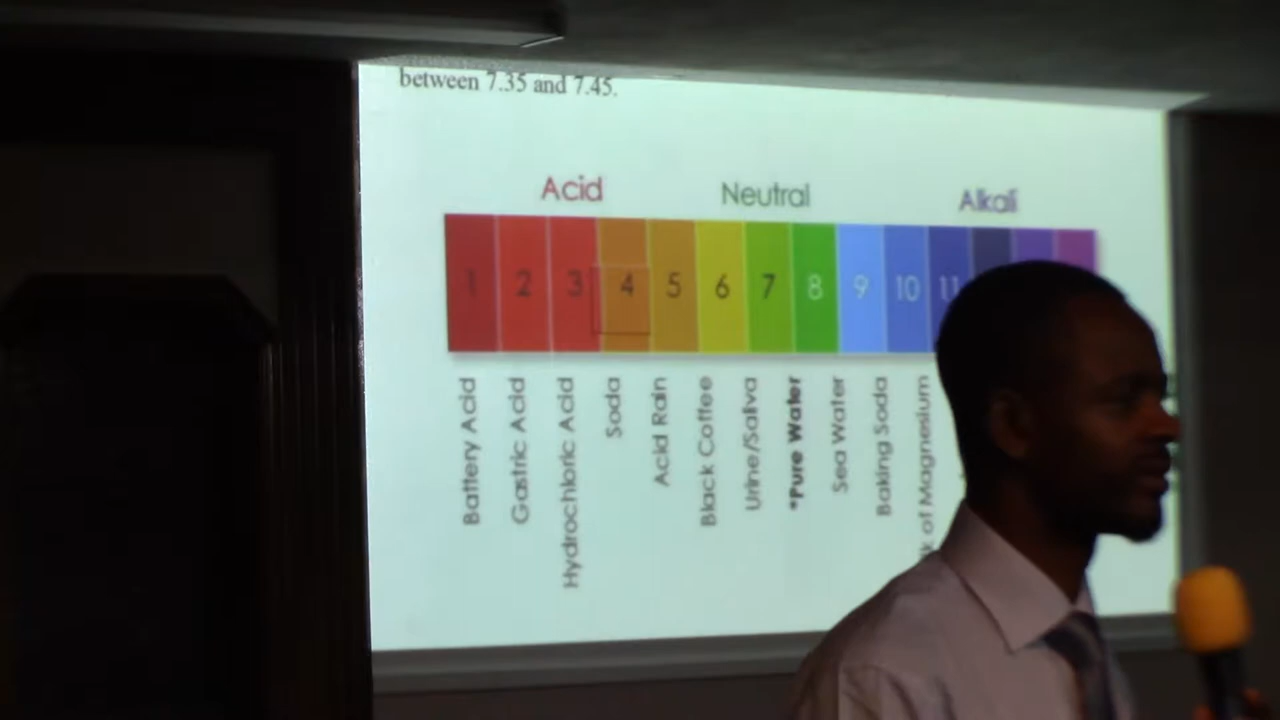 between 7.35 and 7.45.
Acid Neutral Alkali
1 2 3 4 5 6 7 8 9 10 11
Battery Acid
Gastric Acid
Hydrochloric Acid
Soda
Acid Rain
Black Coffee
Urine/Saliva
*Pure Water
Sea Water
Baking Soda
of Magnesium